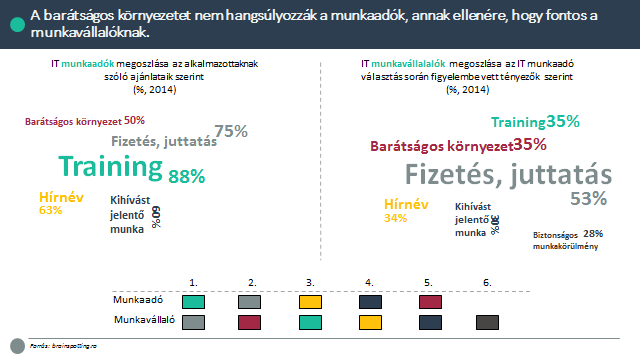 A barátságos környezetet nem hangsúlyozzák a munkaadók, annak ellenére, hogy fontos a
munkavállalóknak.
IT munkaadók megoszlása az alkalmazottaknak
szóló ajánlataik szerint
(%, 2014)
Barátságos környezet 50%
Fizetés, juttatás 75%
Training 88%
Hírnév
63%
Kihívást
jelentő
munka
60%
IT munkavállalók megoszlása az IT munkaadó
választás során figyelembe vett tényezők szerint
(%, 2014)
Training 35%
Barátságos környezet 35%
Fizetés, juttatás
53%
Hírnév
34%
Kihívást
jelentő
munka
30%
Biztonságos 28%
munkakörülmény
1. 2. 3. 4. 5. 6.
Munkaadó
Munkavállaló
Forrás: brainspotting.ro